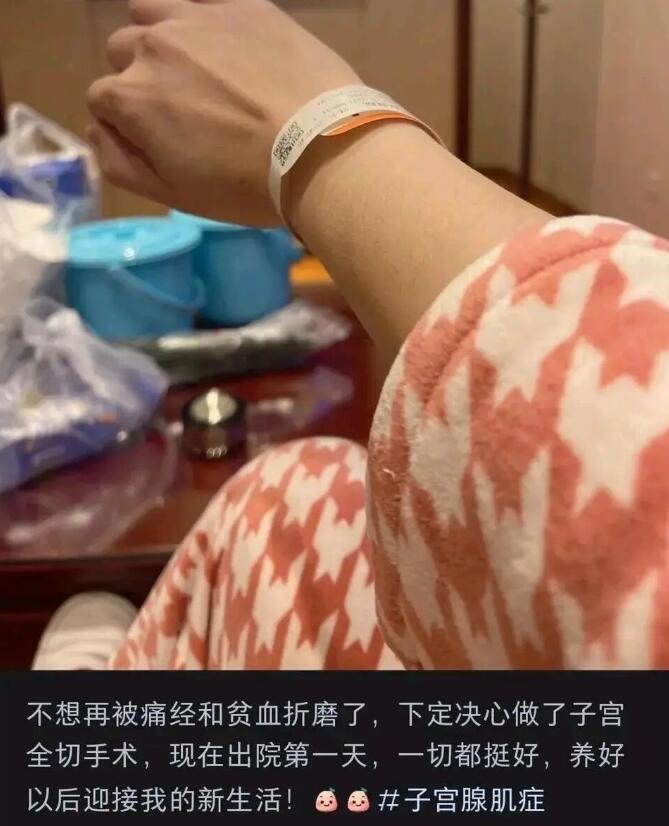 不想再被痛经和贫血折磨了，下定决心做了子宫
全切手术，现在出院第一天，一切都挺好，养好
以后迎接我的新生活！ #子宫腺肌症